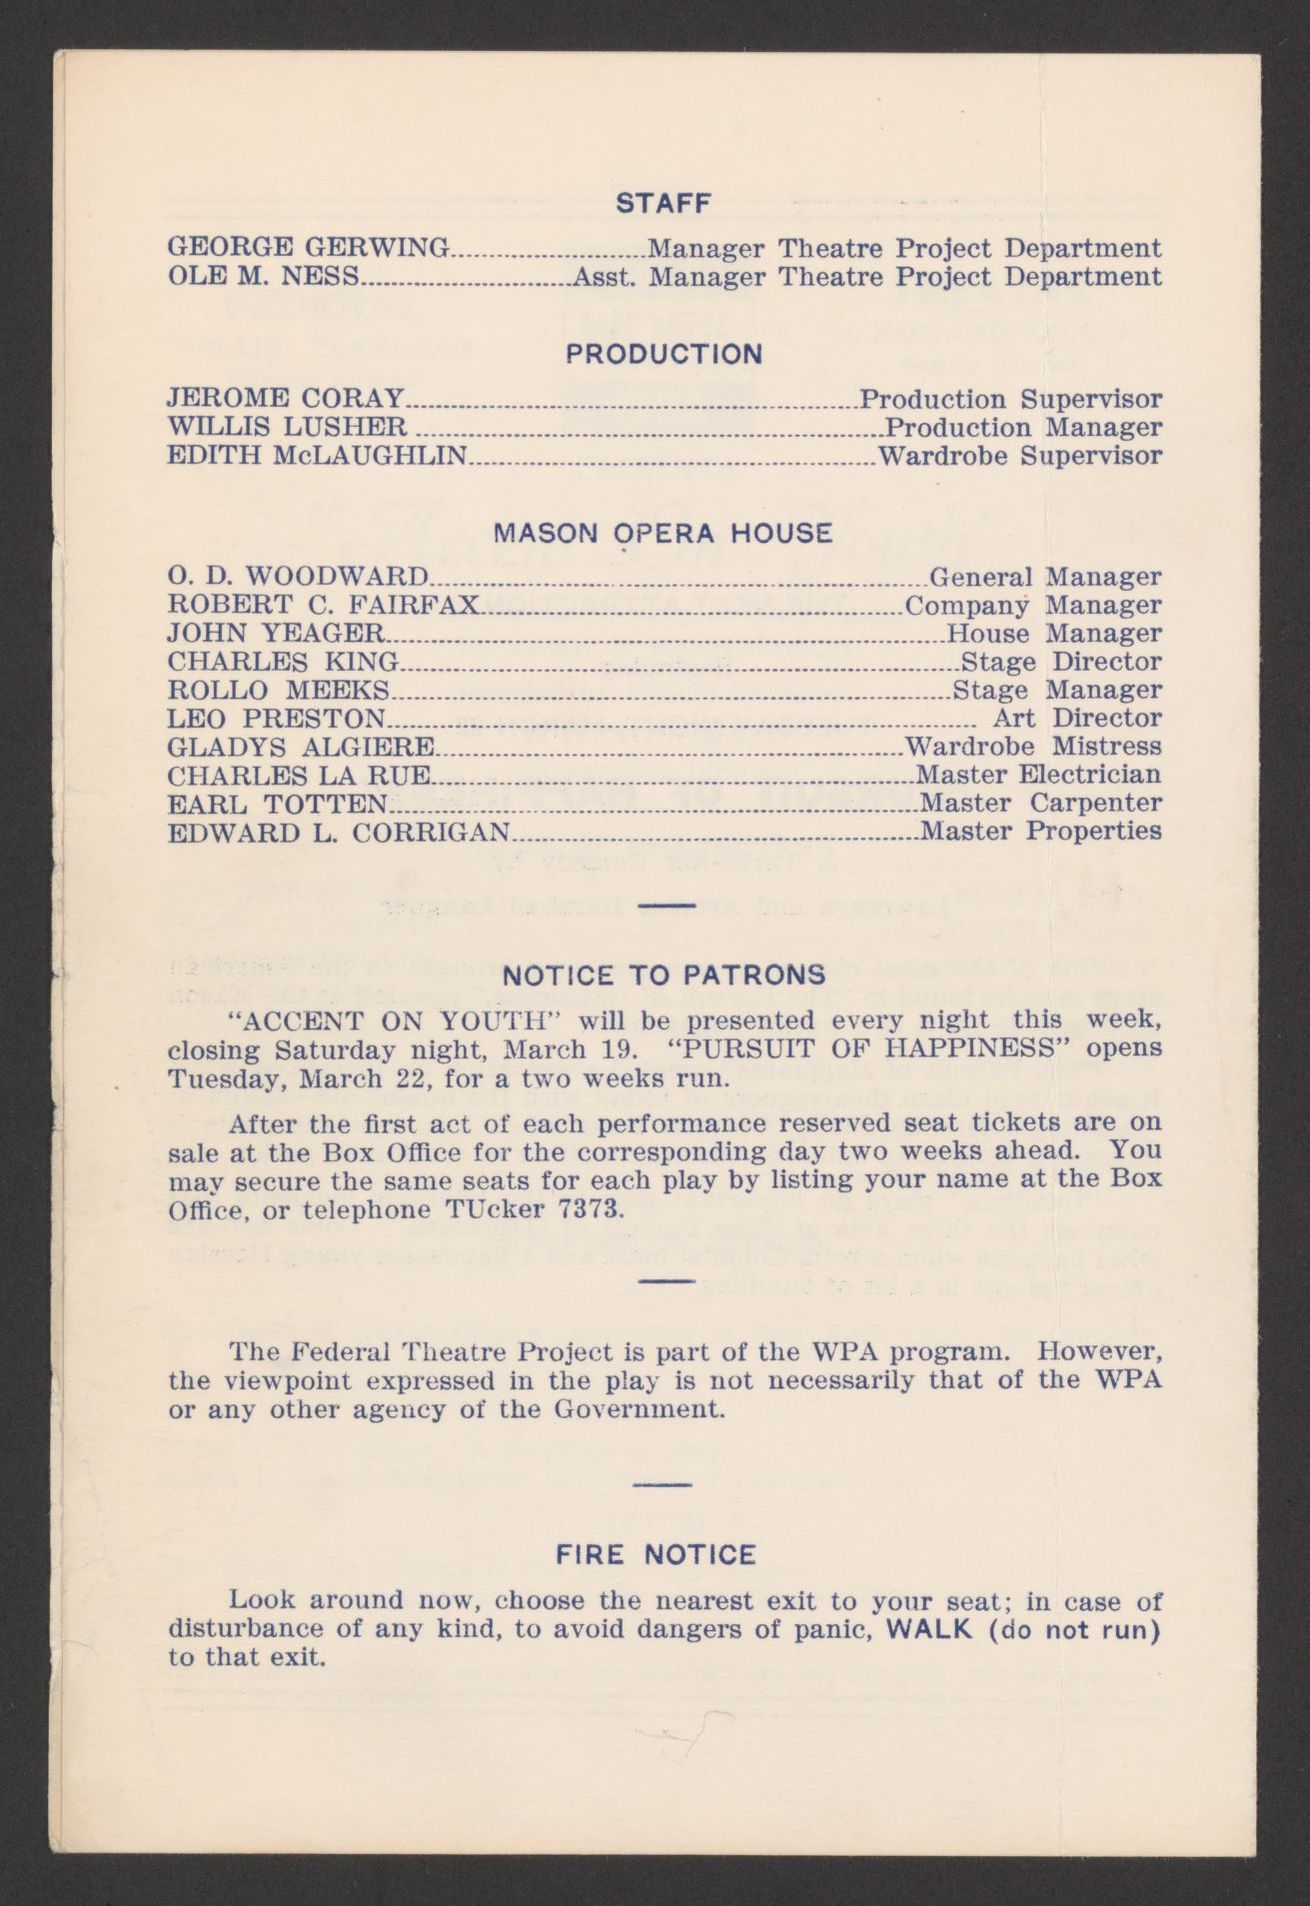 STAFF
GEORGE GERWING..........................Manager Theatre Project Department
OLE M. NESS............................Asst. Manager Theatre Project Department
PRODUCTION
JEROME CORAY............................................................Production Supervisor
WILLIS LUSHER ..............................................................Production Manager
EDITH McLAUGHLIN......................................................Wardrobe Supervisor
MASON OPERA HOUSE
O. D. WOODWARD..................................................................General Manager
ROBERT C. FAIRFAX........................................................Company Manager
JOHN YEAGER..........................................................................House Manager
CHARLES KING..........................................................................Stage Director
ROLLO MEEKS..........................................................................Stage Manager
LEO PRESTON.............................................................................. Art Director
GLADYS ALGIERE..............................................................Wardrobe Mistress
CHARLES LA RUE................................................................Master Electrician
EARL TOTTEN......................................................................Master Carpenter
EDWARD L. CORRIGAN......................................................Master Properties
NOTICE TO PATRONS
“ACCENT ON YOUTH” will be presented every night this week,
closing Saturday night, March 19. “PURSUIT OF HAPPINESS” opens
Tuesday, March 22, for a two weeks run.
After the first act of each performance reserved seat tickets are on
sale at the Box Office for the corresponding day two weeks ahead. You
may secure the same seats for each play by listing your name at the Box
Office, or telephone TUcker 7373.
The Federal Theatre Project is part of the WPA program. However,
the viewpoint expressed in the play is not necessarily that of the WPA
or any other agency of the Government.
FIRE NOTICE
Look around now, choose the nearest exit to your seat; in case of
disturbance of any kind, to avoid dangers of panic, WALK (do not run)
to that exit.